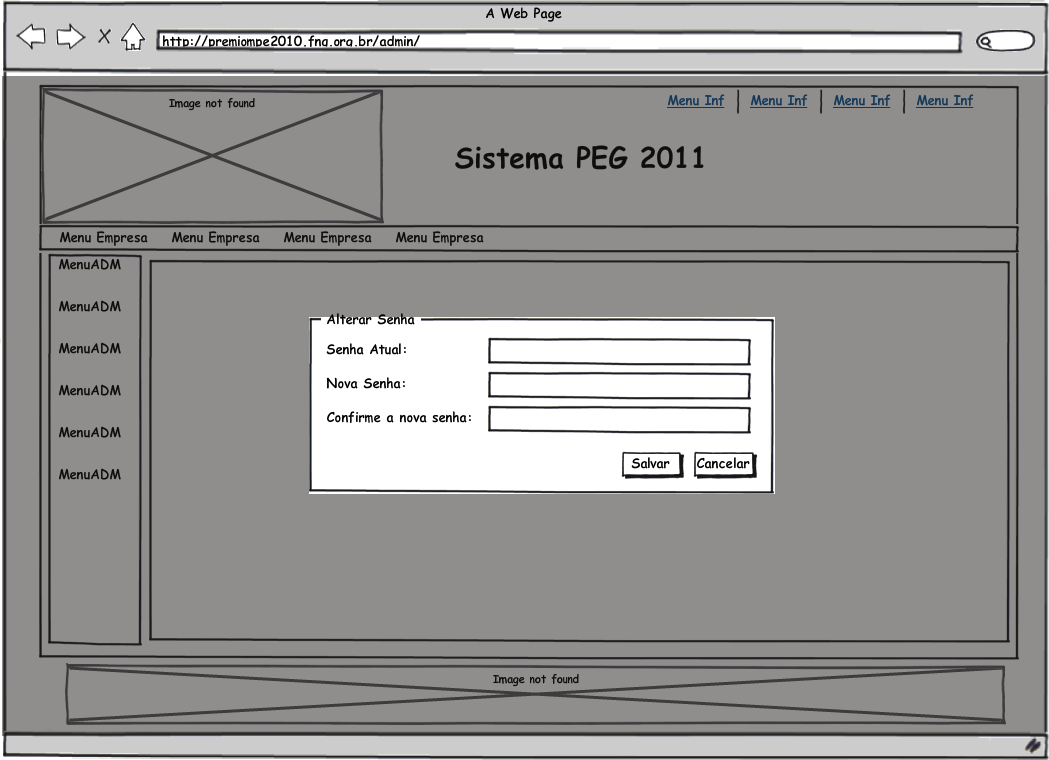 A Web Page
http://premiompe2010.fnq.org.br/admin/
Image not found
Menu Inf Menu Inf Menu Inf Menu Inf
Sistema PEG 2011
Menu Empresa Menu Empresa Menu Empresa Menu Empresa
MenuADM
MenuADM
MenuADM
MenuADM
MenuADM
MenuADM
Alterar Senha
Senha Atual:
Nova Senha:
Confirme a nova senha:
Salvar Cancelar
Image not found